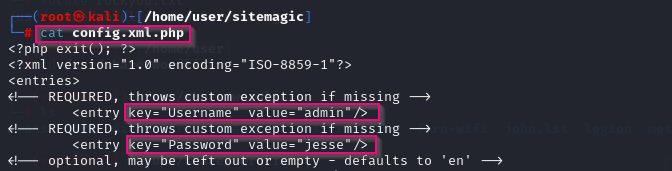 ┌──(root㉿kali)-[/home/user/sitemagic]
└─# cat config.xml.php
<?php exit(); ?>
<?xml version="1.0" encoding="ISO-8859-1"?>
<entries>
<!-- REQUIRED, throws custom exception if missing -->
<entry key="Username" value="admin"/>
<!-- REQUIRED, throws custom exception if missing -->
<entry key="Password" value="jesse"/>
<!-- optional, may be left out or empty - defaults to 'en' -->